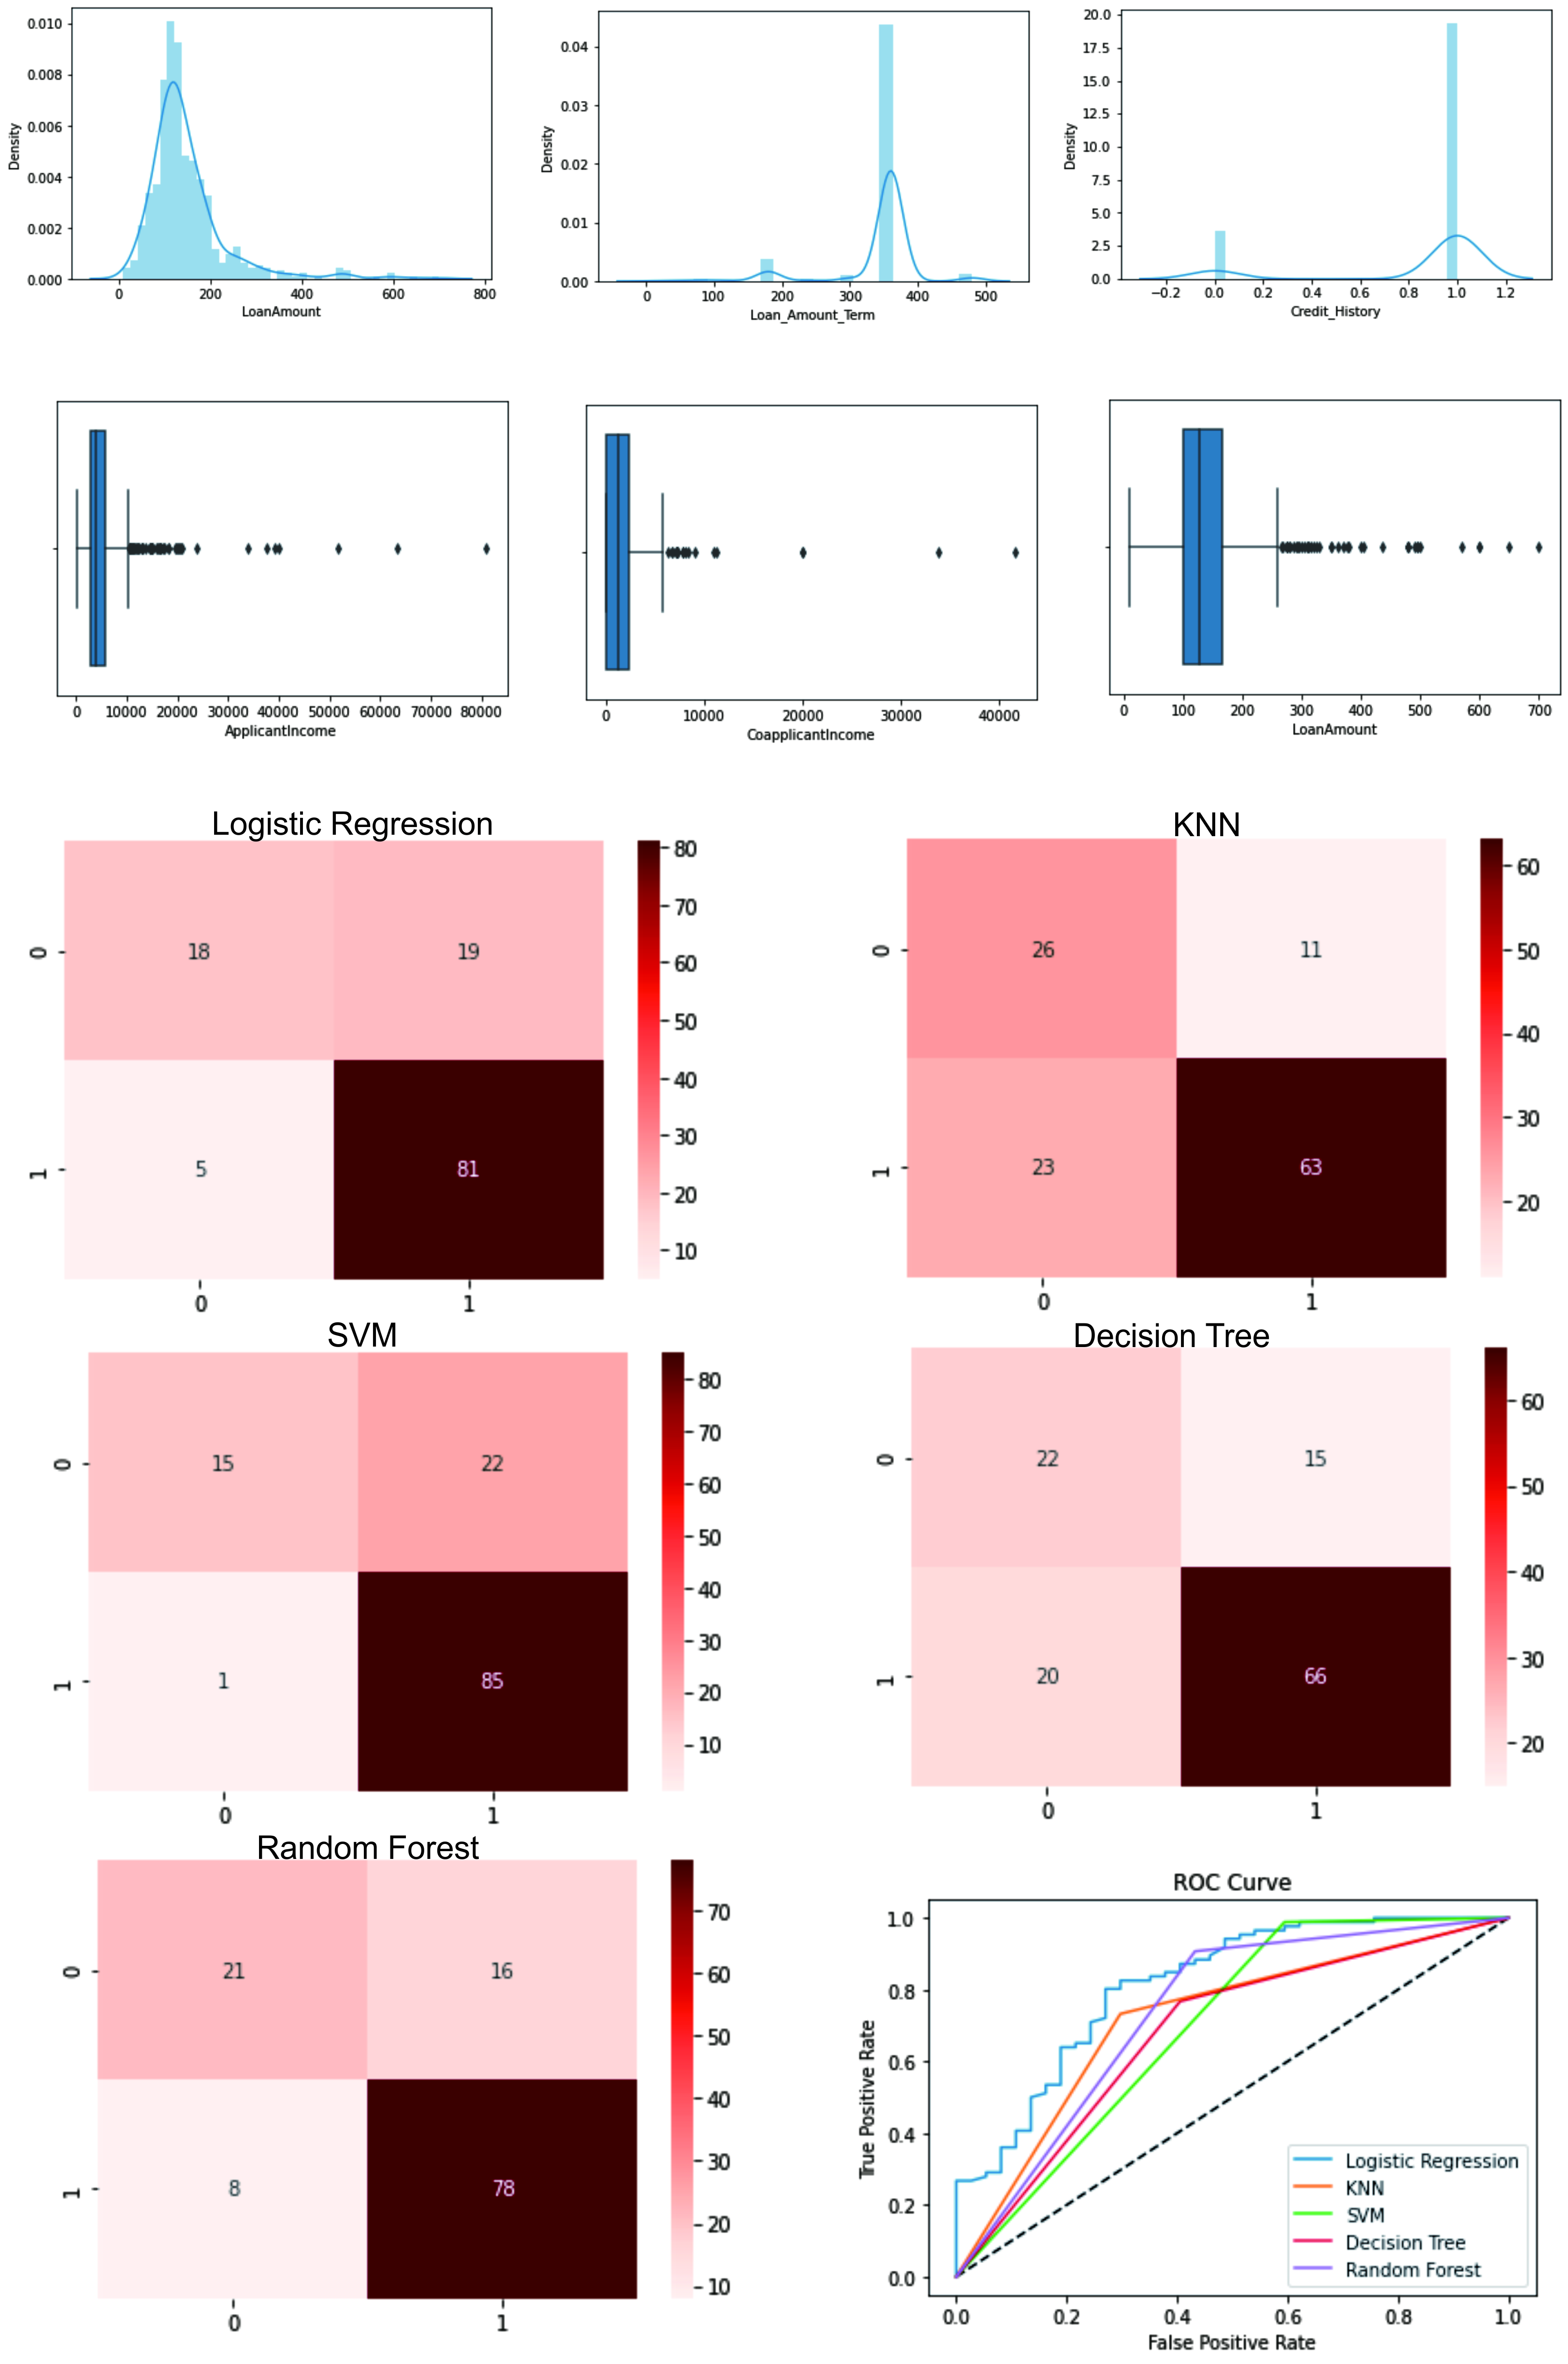 0.010
0.008
0.006
0.004
0.002
0.000
Density
0 200 400 600 800
LoanAmount
0.04
0.03
0.02
0.01
0.00
Density
0 100 200 300 400 500
Loan_Amount_Term
20.0
17.5
15.0
12.5
10.0
7.5
5.0
2.5
0.0
Density
−0.2 0.0 0.2 0.4 0.6 0.8 1.0 1.2
Credit_History
0 10000 20000 30000 40000 50000 60000 70000 80000
ApplicantIncome
0 10000 20000 30000 40000
CoapplicantIncome
0 100 200 300 400 500 600 700
LoanAmount
Logistic Regression
0 18 19
1 5 81
0 1
80
70
60
50
40
30
20
10
KNN
0 26 11
1 23 63
0 1
60
50
40
30
20
SVM
0 15 22
1 1 85
0 1
80
70
60
50
40
30
20
10
Decision Tree
0 22 15
1 20 66
0 1
60
50
40
30
20
Random Forest
0 21 16
1 8 78
0 1
70
60
50
40
30
20
10
ROC Curve
1.0
0.8
0.6
0.4
0.2
0.0
True Positive Rate
Logistic Regression
KNN
SVM
Decision Tree
Random Forest
0.0 0.2 0.4 0.6 0.8 1.0
False Positive Rate